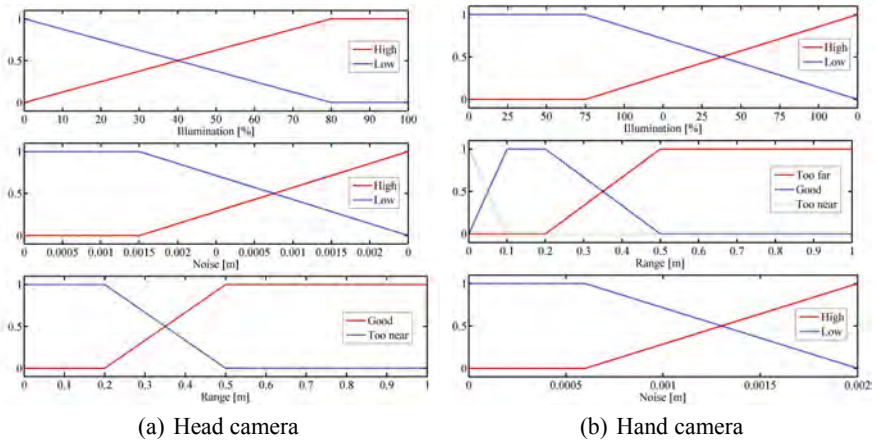 1
0.5
0
High
Low
0 10 20 30 40 50 60 70 80 90 100
Illumination [%]
1
0.5
0
High
Low
0 0.0005 0.001 0.0015 0.002 0 0.0005 0.001 0.0015 0.002 0
Noise [m]
1
0.5
0
Good
Too near
0 0.1 0.2 0.3 0.4 0.5 0.6 0.7 0.8 0.9 1
Range [m]
(a) Head camera
1
0.5
0
High
Low
0 25 50 75 100 0 25 50 75 100 0
Illumination [%]
1
0.5
0
Too far
Good
Too near
0 0.1 0.2 0.3 0.4 0.5 0.6 0.7 0.8 0.9 1
Range [m]
1
0.5
0
High
Low
0 0.0005 0.001 0.0015 0.0025
Noise [m]
(b) Hand camera